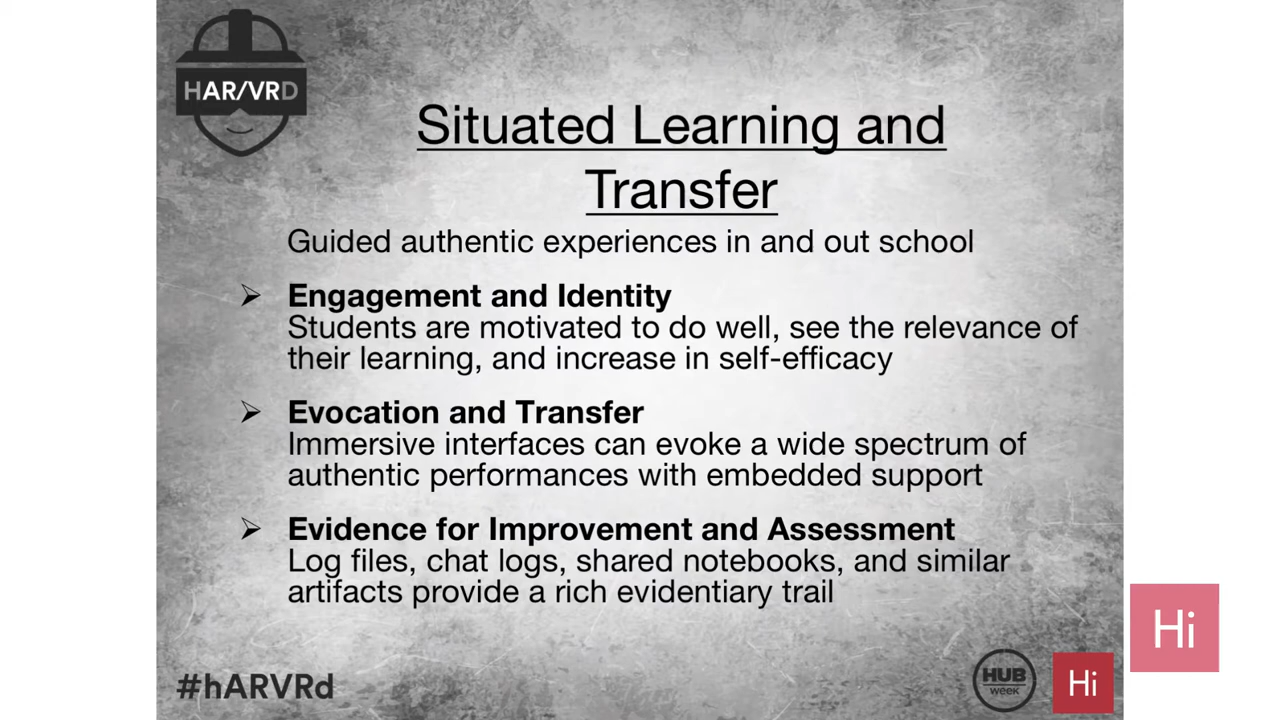 HAR/VRD
Situated Learning and
Transfer
Guided authentic experiences in and out school
Engagement and Identity
Students are motivated to do well, see the relevance of
their learning, and increase in self-efficacy
Evocation and Transfer
Immersive interfaces can evoke a wide spectrum of
authentic performances with embedded support
Evidence for Improvement and Assessment
Log files, chat logs, shared notebooks, and similar
artifacts provide a rich evidentiary trail
#hARVRd
HUB
week
Hi
Hi